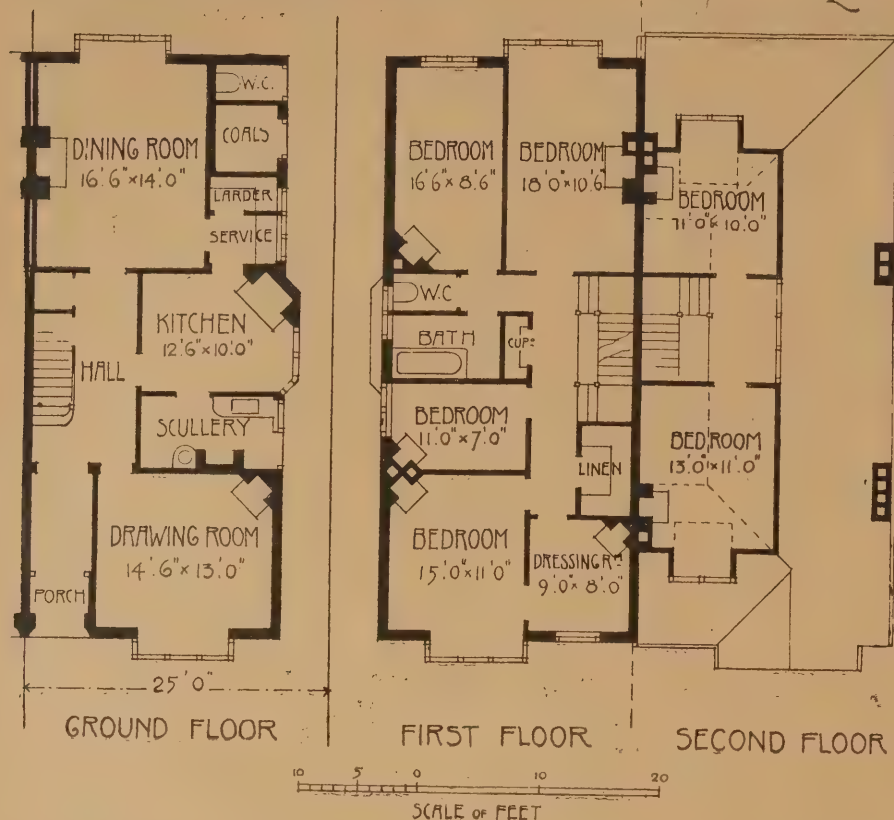 DINING ROOM
16'.6"×14'.0"
W.C.
COALS
LARDER
SERVICE
KITCHEN
12'.6"×10'.0"
HALL
SCULLERY
DRAWING ROOM
14'.6"×13'.0"
PORCH
25'.0"
GROUND FLOOR
BEDROOM
16'6"×8'.6"
BEDROOM
18'.0"×10'.6
W.C
BATH
CUPD
BEDROOM
11'.0"×7'.0"
LINEN
BEDROOM
15'.0"×11'.0"
DRESSING RM
9'.0"×8'.0"
FIRST FLOOR
BEDROOM
11'.0"×10'.0"
BEDROOM
13'.0"×11'.0"
SECOND FLOOR
10 5 0 10 20
SCALE OF FEET